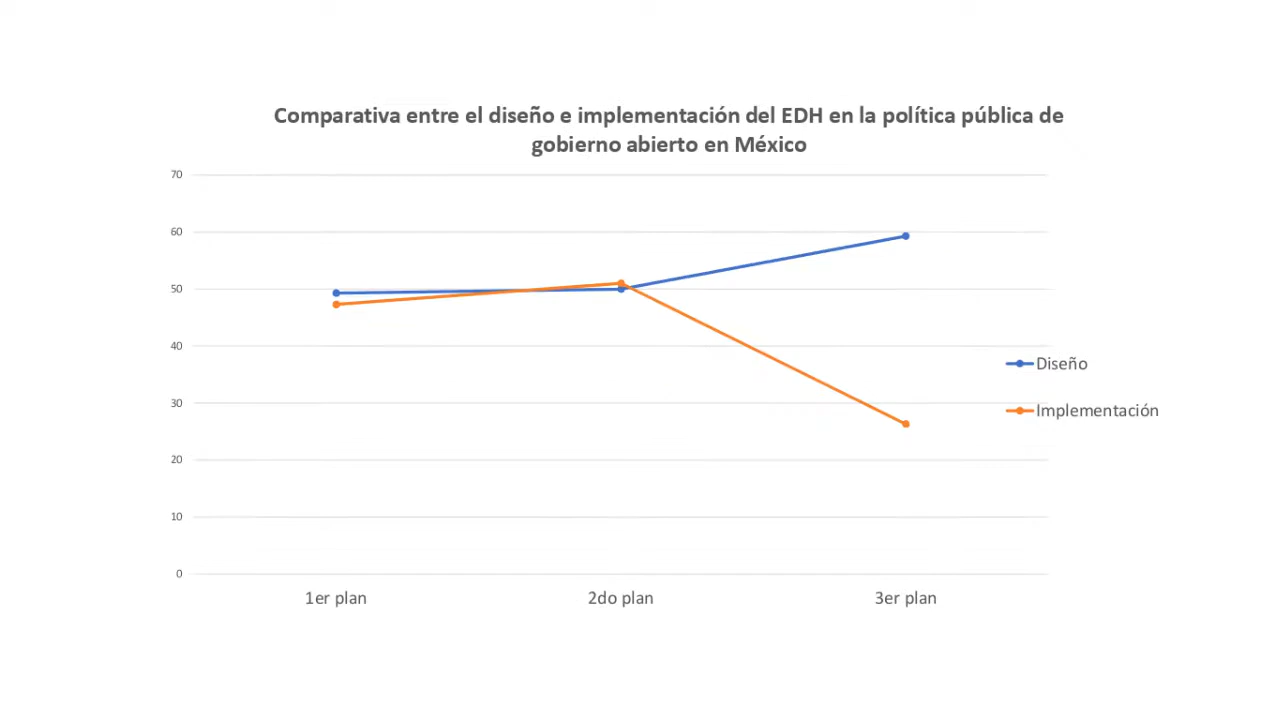 Comparativa entre el diseño e implementación del EDH en la política pública de
gobierno abierto en México
70
60
50
40
30
20
10
0
1er plan
2do plan
3er plan
Diseño
Implementación